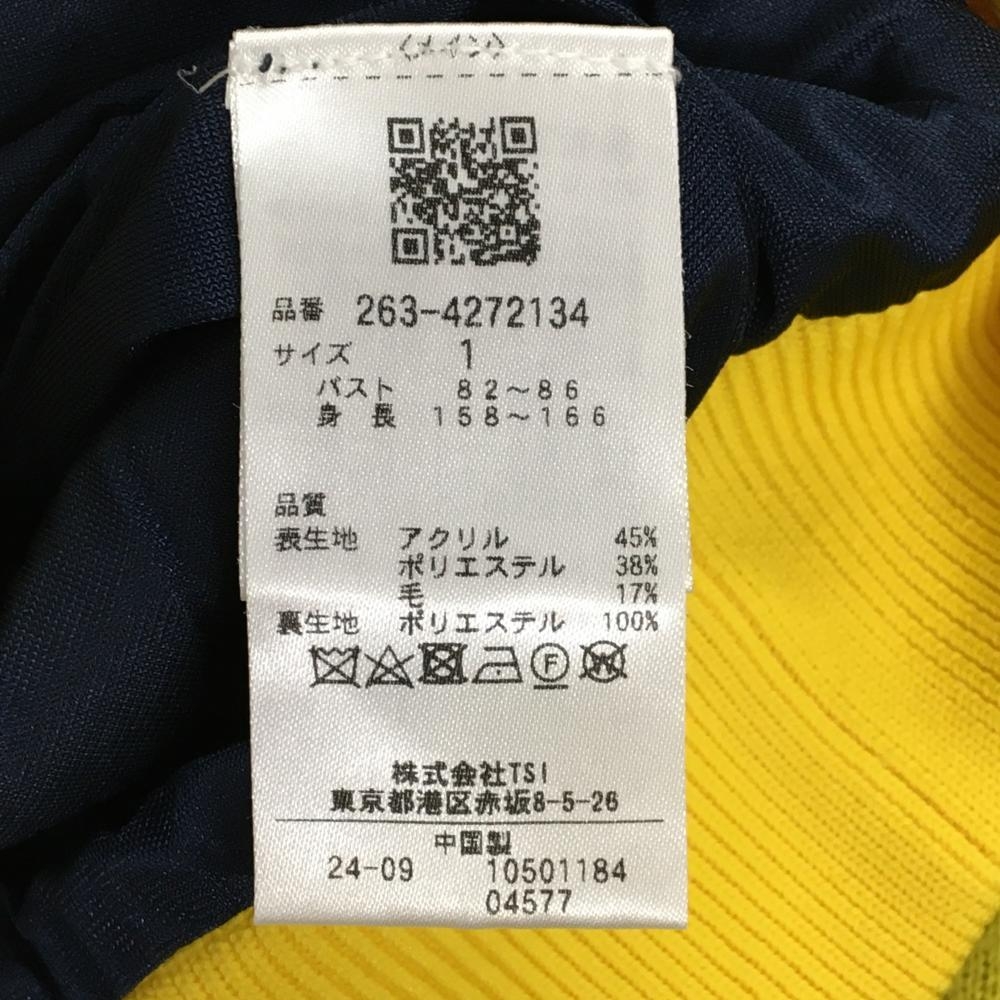 (メイン)
品番 263-4272134
サイズ 1
バスト 82～86
身長 158～166
品質
表生地 アクリル 45%
ポリエステル 38%
毛 17%
裏生地 ポリエステル 100%
F
W
株式会社TSI
東京都港区赤坂8-5-26
中国製
24-09 10501184
04577